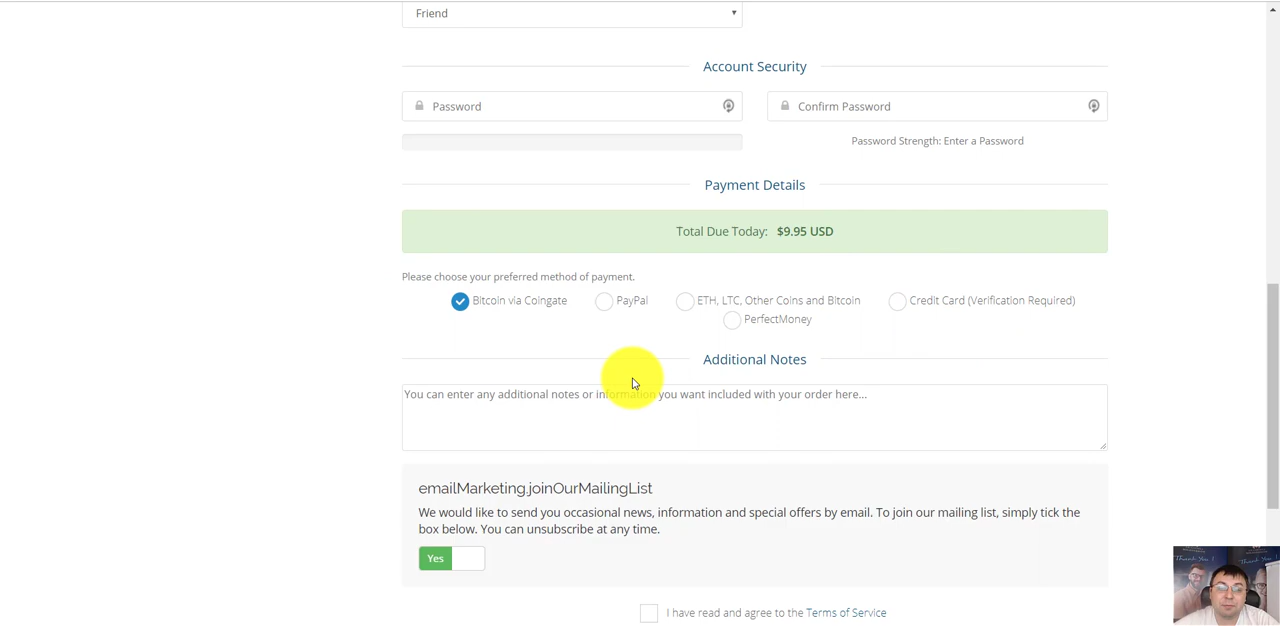 Friend
Account Security
Password
Confirm Password
Password Strength: Enter a Password
Payment Details
Total Due Today: $9.95 USD
Please choose your preferred method of payment.
Bitcoin via Coingate
PayPal
ETH, LTC, Other Coins and Bitcoin
Credit Card (Verification Required)
PerfectMoney
Additional Notes
You can enter any additional notes or information you want included with your order here...
emailMarketing.joinOurMailingList
We would like to send you occasional news, information and special offers by email. To join our mailing list, simply tick the
box below. You can unsubscribe at any time.
Yes
I have read and agree to the Terms of Service
Thank You !
Thank You !